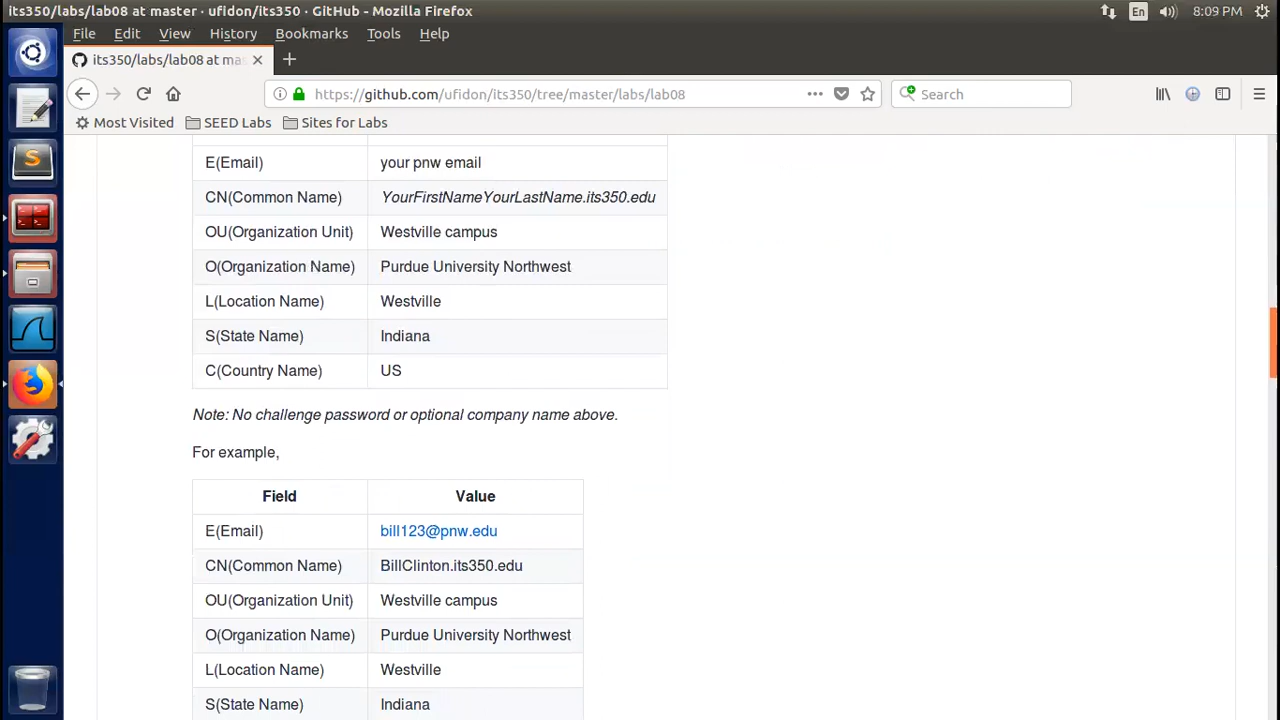 its350/labs/lab08 at master · ufidon/its350 · GitHub - Mozilla Firefox
En
8:09 PM
File Edit View History Bookmarks Tools Help
its350/labs/lab08 at mas
https://github.com/ufidon/its350/tree/master/labs/lab08
Search
Most Visited SEED Labs Sites for Labs
E(Email) your pnw email
CN(Common Name) YourFirstNameYourLastName.its350.edu
OU(Organization Unit) Westville campus
O(Organization Name) Purdue University Northwest
L(Location Name) Westville
S(State Name) Indiana
C(Country Name) US
Note: No challenge password or optional company name above.
For example,
Field Value
E(Email) bill123@pnw.edu
CN(Common Name) BillClinton.its350.edu
OU(Organization Unit) Westville campus
O(Organization Name) Purdue University Northwest
L(Location Name) Westville
S(State Name) Indiana